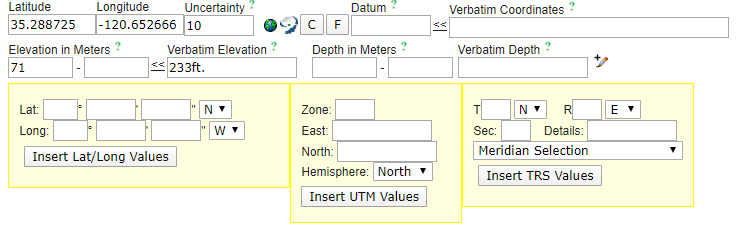 Latitude Longitude Uncertainty ? Datum ? Verbatim Coordinates ?
35.288725 -120.652666 10 C F <<
Elevation in Meters ? Verbatim Elevation ? Depth in Meters ? Verbatim Depth ?
71 - << 233ft. -
Lat: ° ' " N
Long: ° ' " W
Insert Lat/Long Values
Zone:
East:
North:
Hemisphere: North
Insert UTM Values
T N R E
Sec: Details:
Meridian Selection
Insert TRS Values